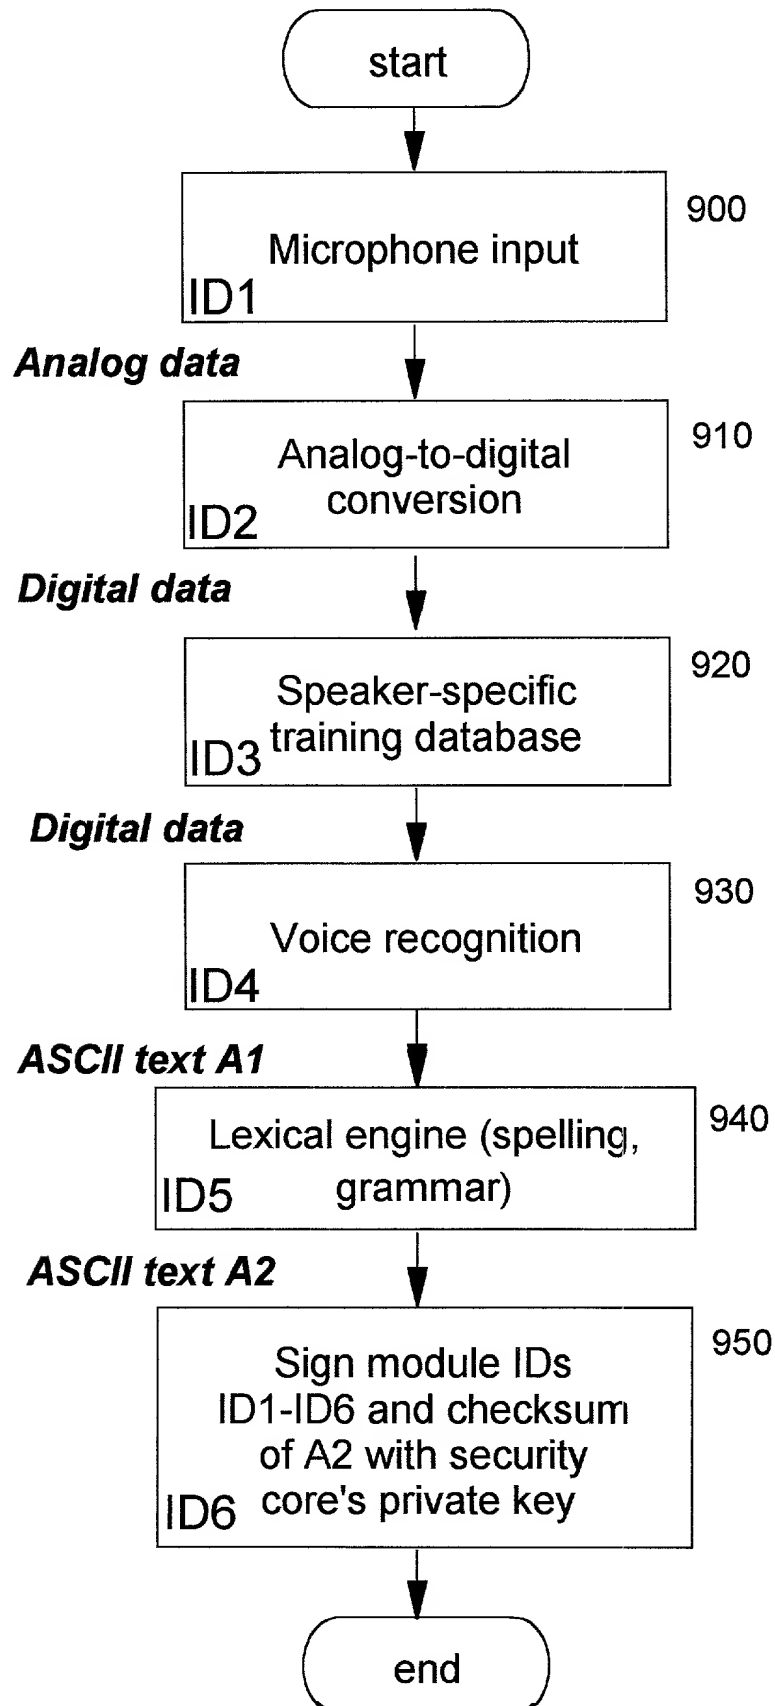 start
900
Microphone input
ID1
Analog data
910
Analog-to-digital
conversion
ID2
Digital data
920
Speaker-specific
training database
ID3
Digital data
930
Voice recognition
ID4
ASCII text A1
940
Lexical engine (spelling,
grammar)
ID5
ASCII text A2
950
Sign module IDs
ID1-ID6 and checksum
of A2 with security
core's private key
ID6
end